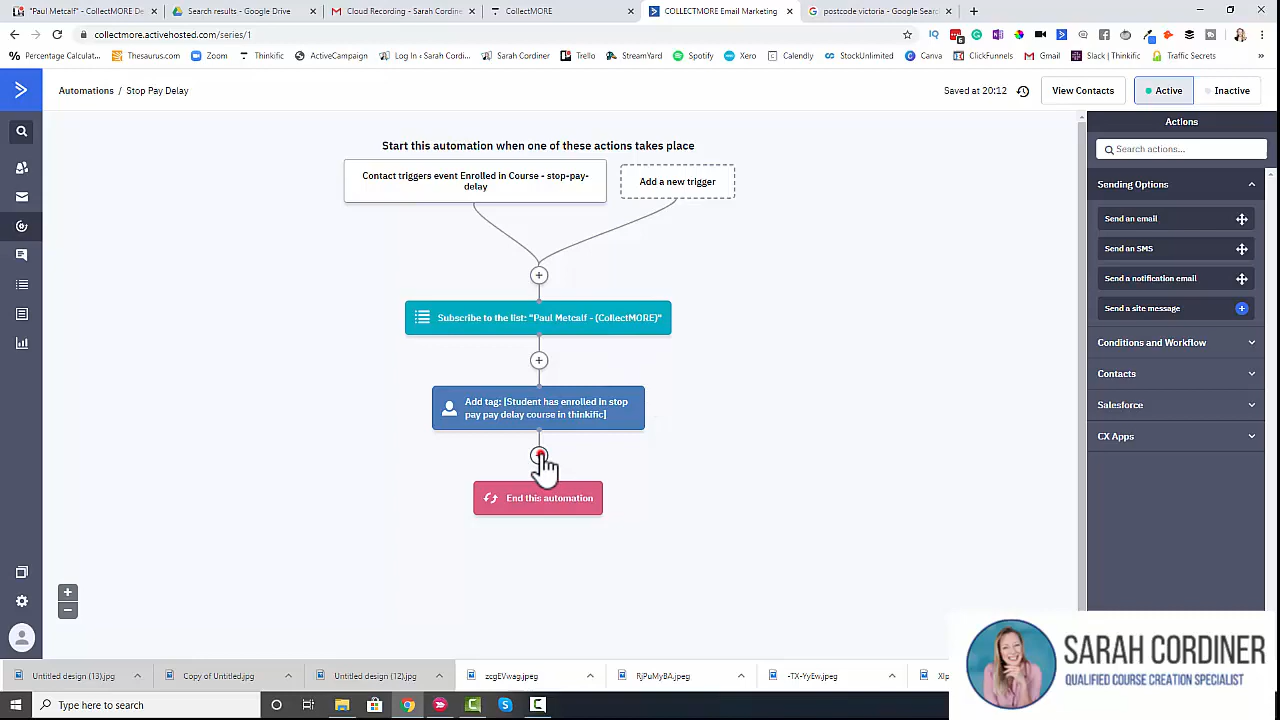 "Paul Metcalf" - CollectMORE De
Search results - Google Drive
Cloud Recording - Sarah Cordine
CollectMORE
COLLECTMORE Email Marketing
postcode victoria - Google Searc
collectmore.activehosted.com/series/1
Percentage Calculat...
Thesaurus.com
Zoom
Thinkific
ActiveCampaign
Log In ‹ Sarah Cordi...
Sarah Cordiner
Trello
StreamYard
Spotify
Xero
Calendly
StockUnlimited
Canva
ClickFunnels
Gmail
Slack | Thinkific
Traffic Secrets
Automations / Stop Pay Delay
Saved at 20:12
View Contacts
Active
Inactive
Start this automation when one of these actions takes place
Contact triggers event Enrolled in Course - stop-pay-
delay
Add a new trigger
Subscribe to the list: "Paul Metcalf - (CollectMORE)"
Add tag: [Student has enrolled in stop
pay pay delay course in thinkific]
End this automation
Actions
Search actions...
Sending Options
Send an email
Send an SMS
Send a notification email
Send a site message
Conditions and Workflow
Contacts
Salesforce
CX Apps
SARAH CORDINER
QUALIFIED COURSE CREATION SPECIALIST
Untitled design (13).jpg
Copy of Untitled.jpg
Untitled design (12).jpg
zcgEVwag.jpeg
RjPuMyBA.jpeg
-TX-YyEw.jpeg
Type here to search